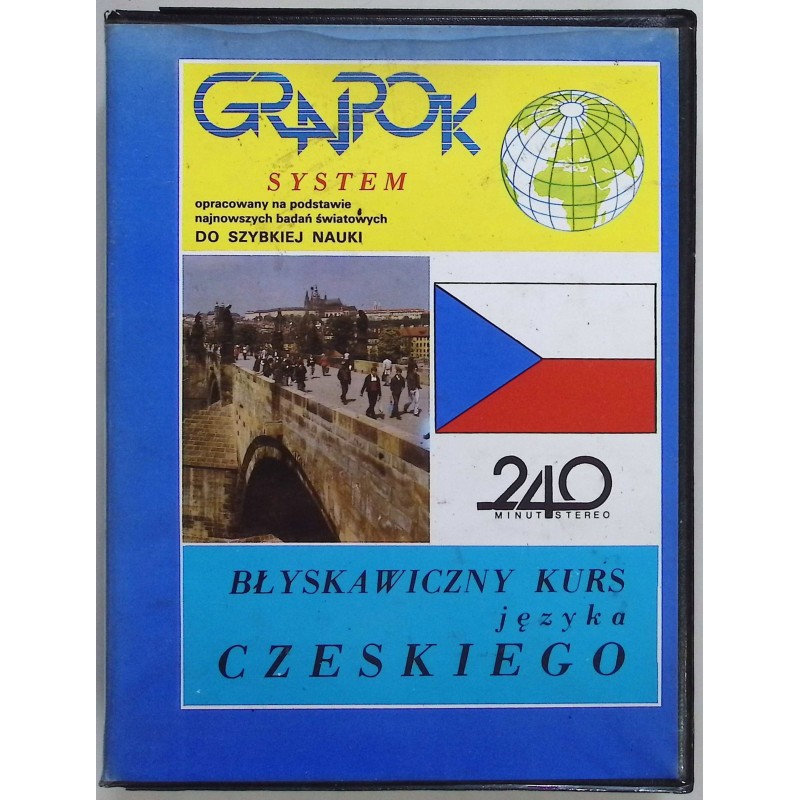 GRAPOK
SYSTEM
opracowany na podstawie
najnowszych badań światowych
DO SZYBKIEJ NAUKI
240
MINUT STEREO
BŁYSKAWICZNY KURS
języka
CZESKIEGO